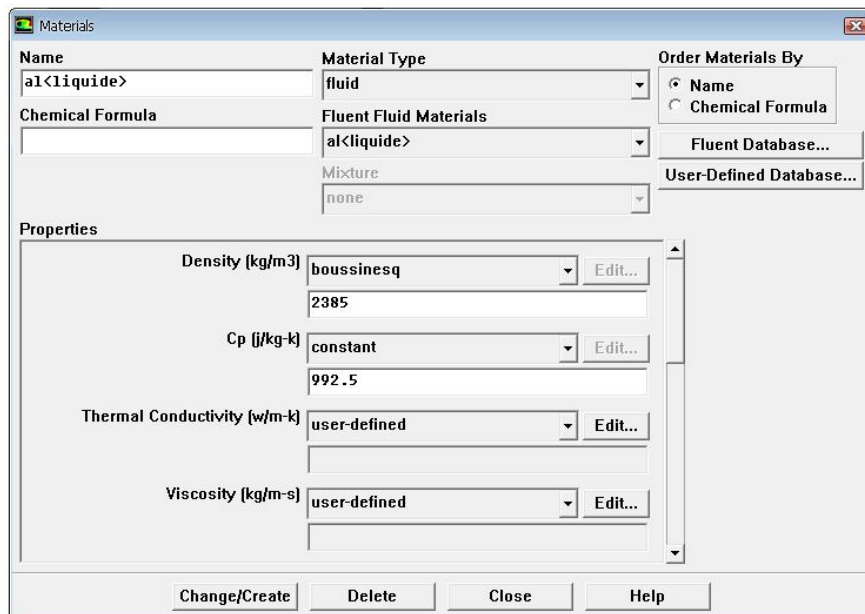 Materials
Name
al<liquide>
Chemical Formula
Material Type
fluid
Fluent Fluid Materials
al<liquide>
Mixture
none
Order Materials By
Name
Chemical Formula
Fluent Database...
User-Defined Database...
Properties
Density (kg/m3)
boussinesq
Edit...
2385
Cp (j/kg-k)
constant
Edit...
992.5
Thermal Conductivity (w/m-k)
user-defined
Edit...
Viscosity (kg/m-s)
user-defined
Edit...
Change/Create
Delete
Close
Help